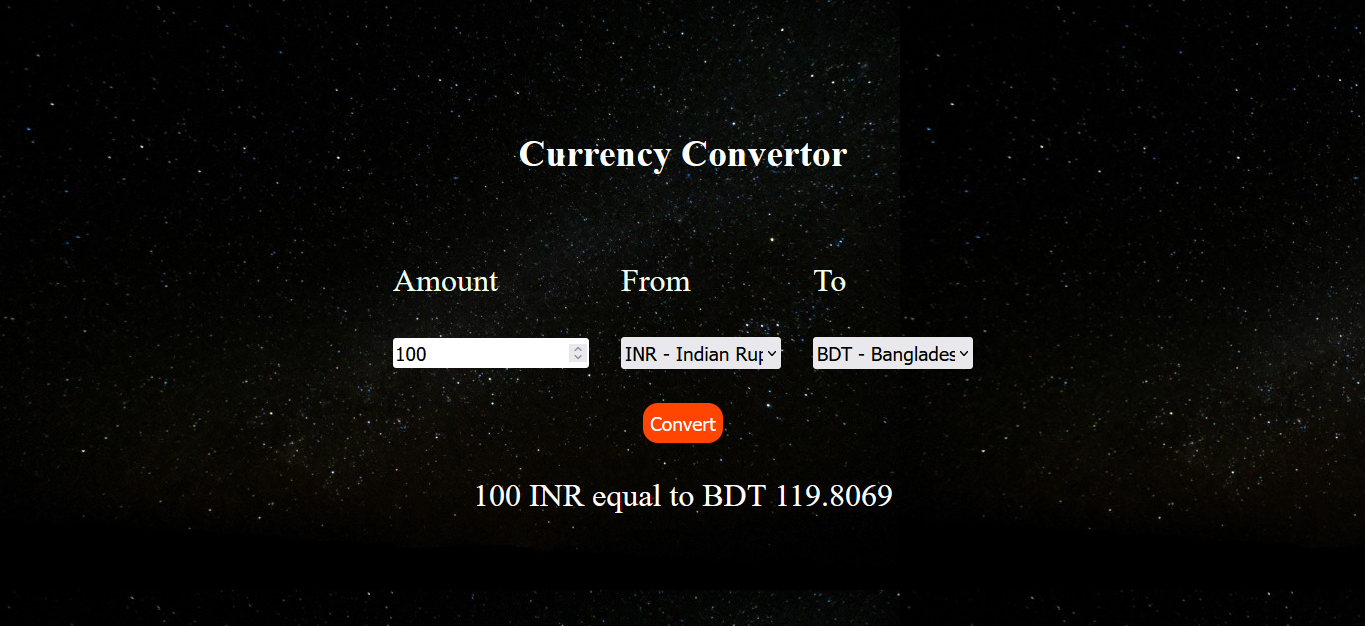 Currency Convertor
Amount From To
100 INR - Indian Rup BDT - Banglades
Convert
100 INR equal to BDT 119.8069